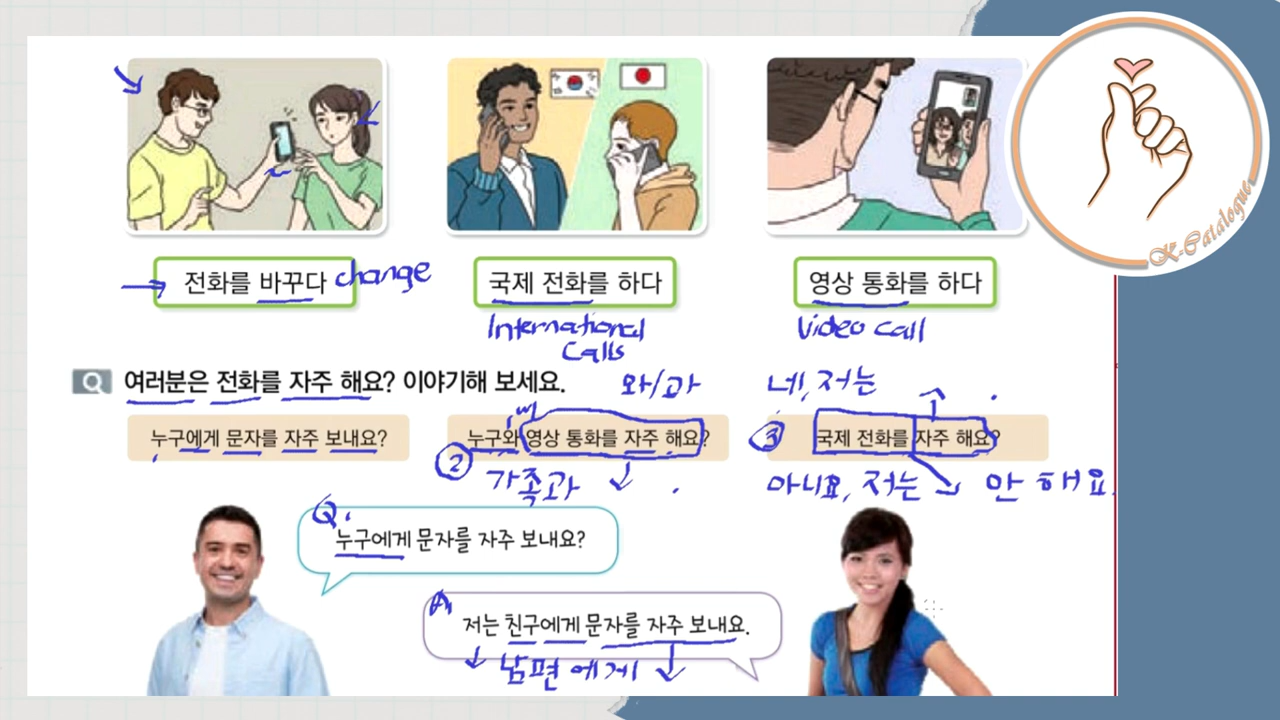 K-Catalogue
전화를 바꾸다 change
국제 전화를 하다
영상 통화를 하다
International
Calls
Video call
Q 여러분은 전화를 자주 해요? 이야기해 보세요.
와/과
네, 저는
누구에게 문자를 자주 보내요?
② 누구와 영상 통화를 자주 해요?
③ 국제 전화를 자주 해요?
가족과
아니요, 저는 안 해요.
Q.
누구에게 문자를 자주 보내요?
A
저는 친구에게 문자를 자주 보내요.
남편에게